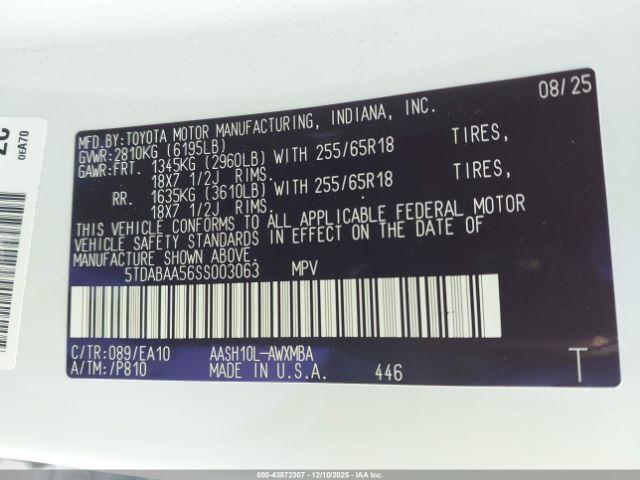 08/25
MFD.BY:TOYOTA MOTOR MANUFACTURING, INDIANA, INC.
GVWR:2810KG (6195LB)
GAWR:FRT. 1345KG (2960LB) WITH 255/65R18 TIRES,
18X7 1/2J RIMS.
RR. 1635KG (3610LB) WITH 255/65R18 TIRES,
18X7 1/2J RIMS.
THIS VEHICLE CONFORMS TO ALL APPLICABLE FEDERAL MOTOR
VEHICLE SAFETY STANDARDS IN EFFECT ON THE DATE OF
MANUFACTURE SHOWN ABOVE.
5TDABAA56SS003063 MPV
C/TR:089/EA10 AASH10L-AWXMBA
A/TM:/P810 MADE IN U.S.A. 446 T
0EA70
000-43872307 - 12/10/2025 - IAAI